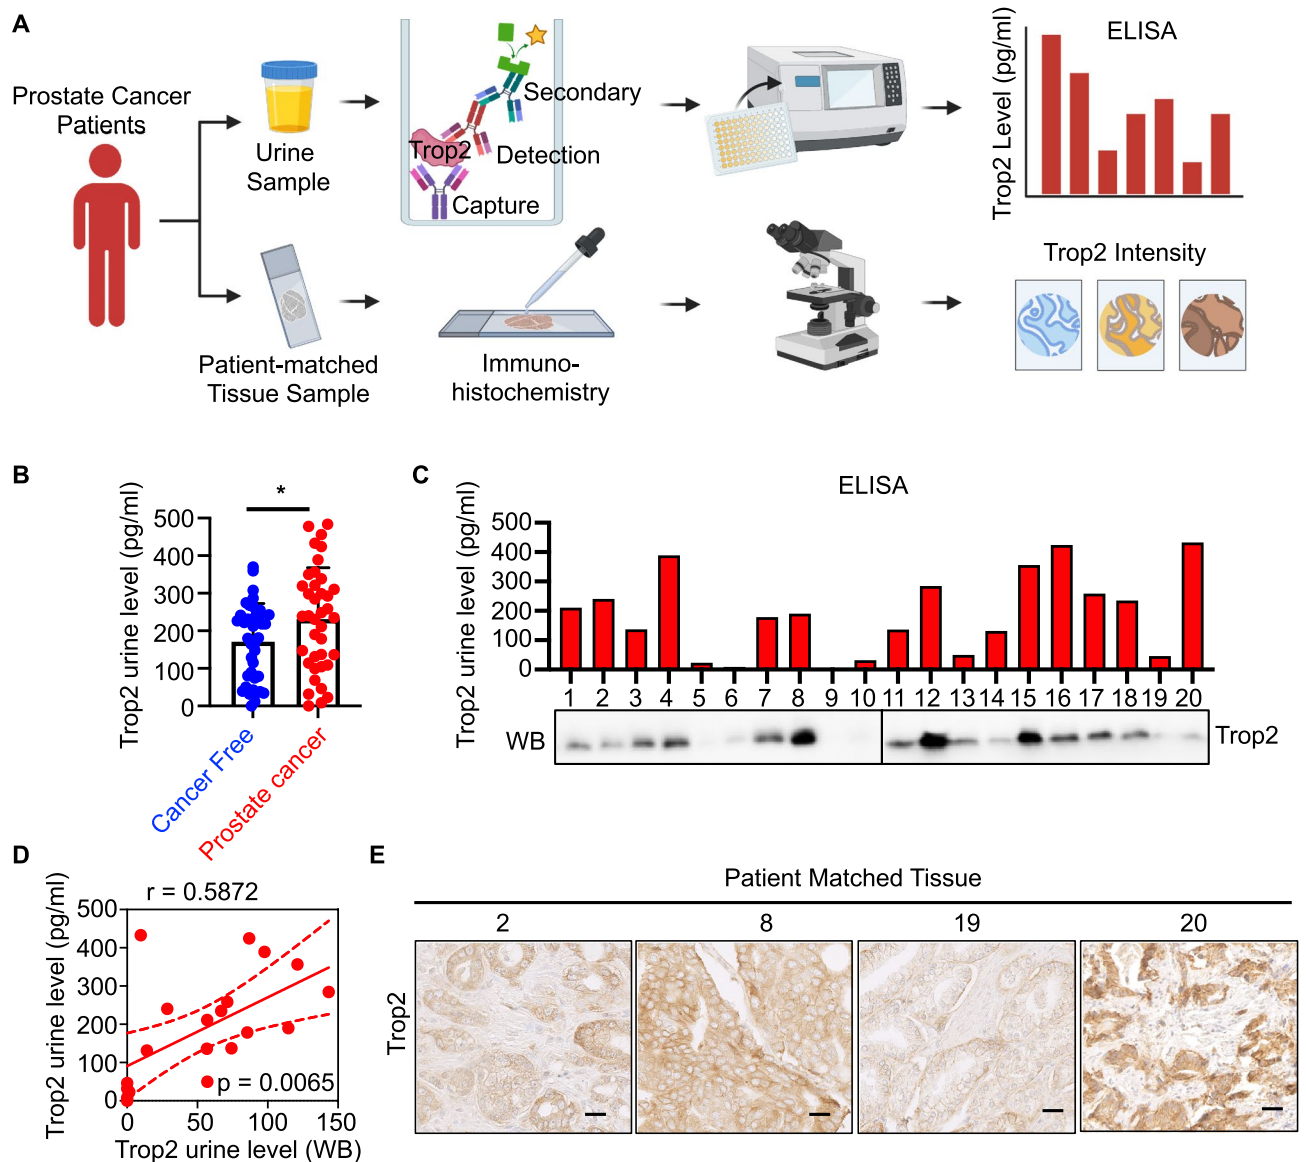 A
Prostate Cancer
Patients
Urine
Sample
Secondary
Trop2
Detection
Capture
ELISA
Trop2 Level (pg/ml)
Patient-matched
Tissue Sample
Immuno-
histochemistry
Trop2 Intensity
B
Trop2 urine level (pg/ml)
500
400
300
200
100
0
*
Cancer Free
Prostate cancer
C
ELISA
Trop2 urine level (pg/ml)
500
400
300
200
100
0
1 2 3 4 5 6 7 8 9 10 11 12 13 14 15 16 17 18 19 20
WB
Trop2
D
r = 0.5872
Trop2 urine level (pg/ml)
500
400
300
200
100
0
p = 0.0065
0 50 100 150
Trop2 urine level (WB)
E
Patient Matched Tissue
2 8 19 20
Trop2